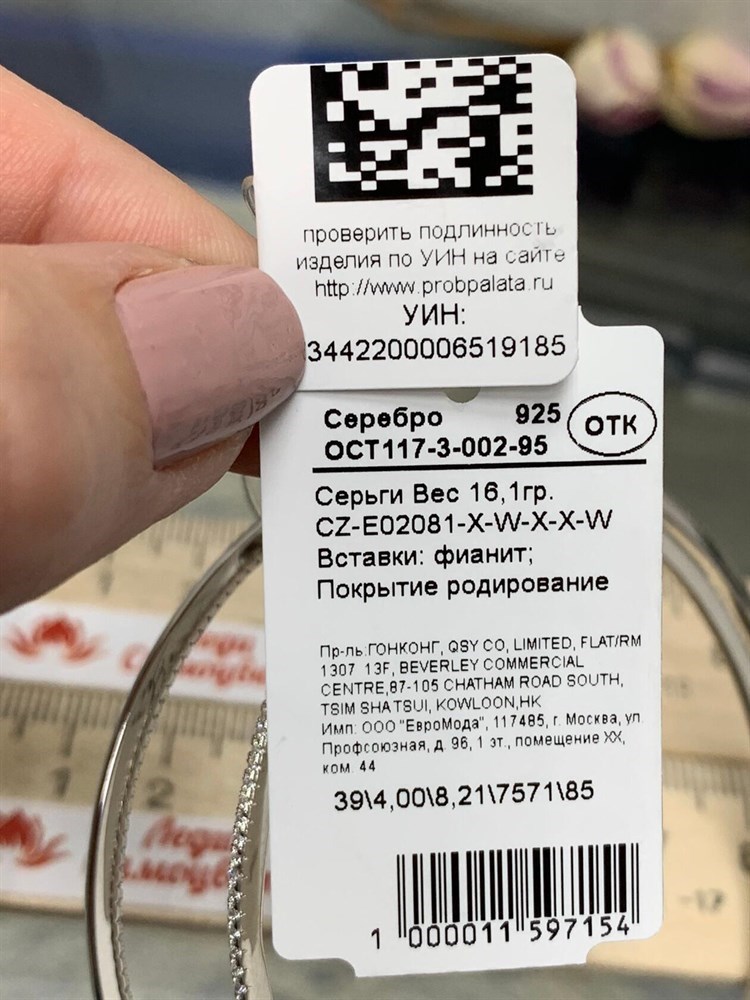 проверить подлинность
изделия по УИН на сайте
http://www.probpalata.ru
УИН:
3442200006519185
Серебро 925
ОТК
ОСТ117-3-002-95
Серьги Вес 16,1гр.
CZ-E02081-X-W-X-X-W
Вставки: фианит;
Покрытие родирование
Пр-ль:ГОНКОНГ, QSY CO, LIMITED, FLAT/RM
1307 13F, BEVERLEY COMMERCIAL
CENTRE,87-105 CHATHAM ROAD SOUTH,
TSIM SHA TSUI, KOWLOON,HK
Имп: ООО "ЕвроМода", 117485, г. Москва, ул.
Профсоюзная, д. 96, 1 эт., помещение XX,
ком. 44
39\4,00\8,21\7571\85
1 000011 597154
1 2
12